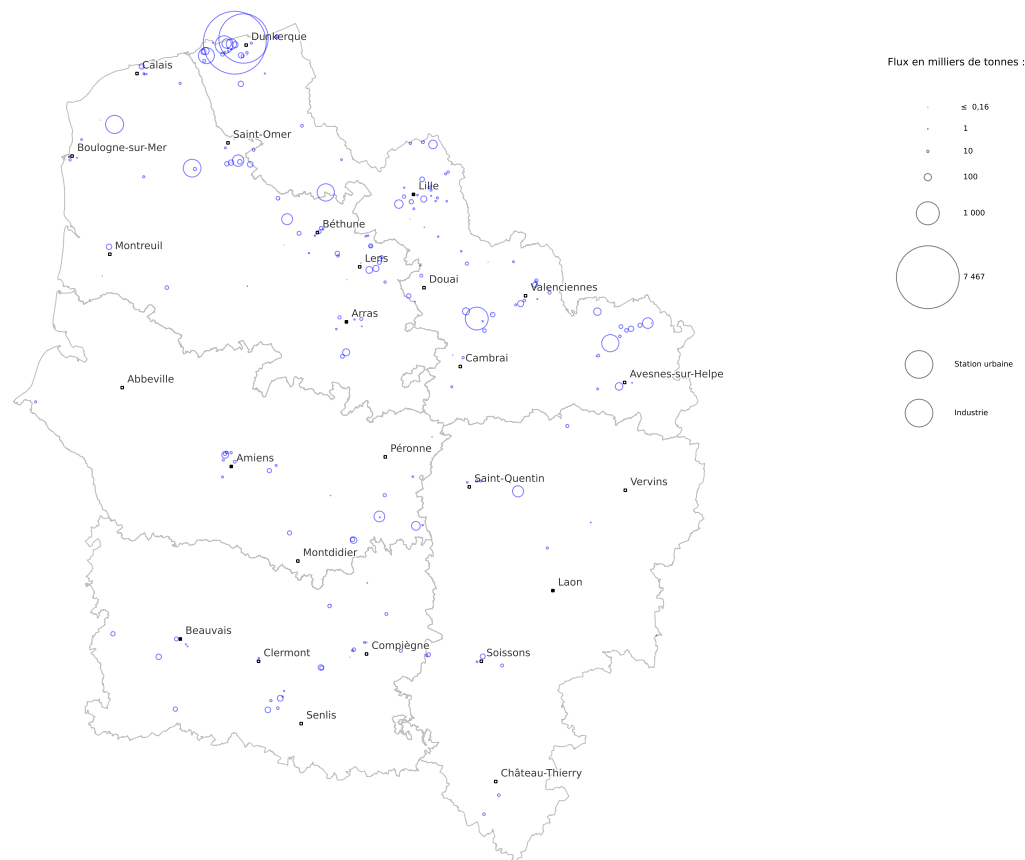 Dunkerque
Calais
Saint-Omer
Boulogne-sur-Mer
Lille
Béthune
Montreuil
Lens
Douai
Valenciennes
Arras
Cambrai
Avesnes-sur-Helpe
Abbeville
Péronne
Amiens
Saint-Quentin
Vervins
Montdidier
Laon
Beauvais
Clermont
Compiègne
Soissons
Senlis
Château-Thierry
Flux en milliers de tonnes :
≤ 0,16
1
10
100
1 000
7 467
Station urbaine
Industrie